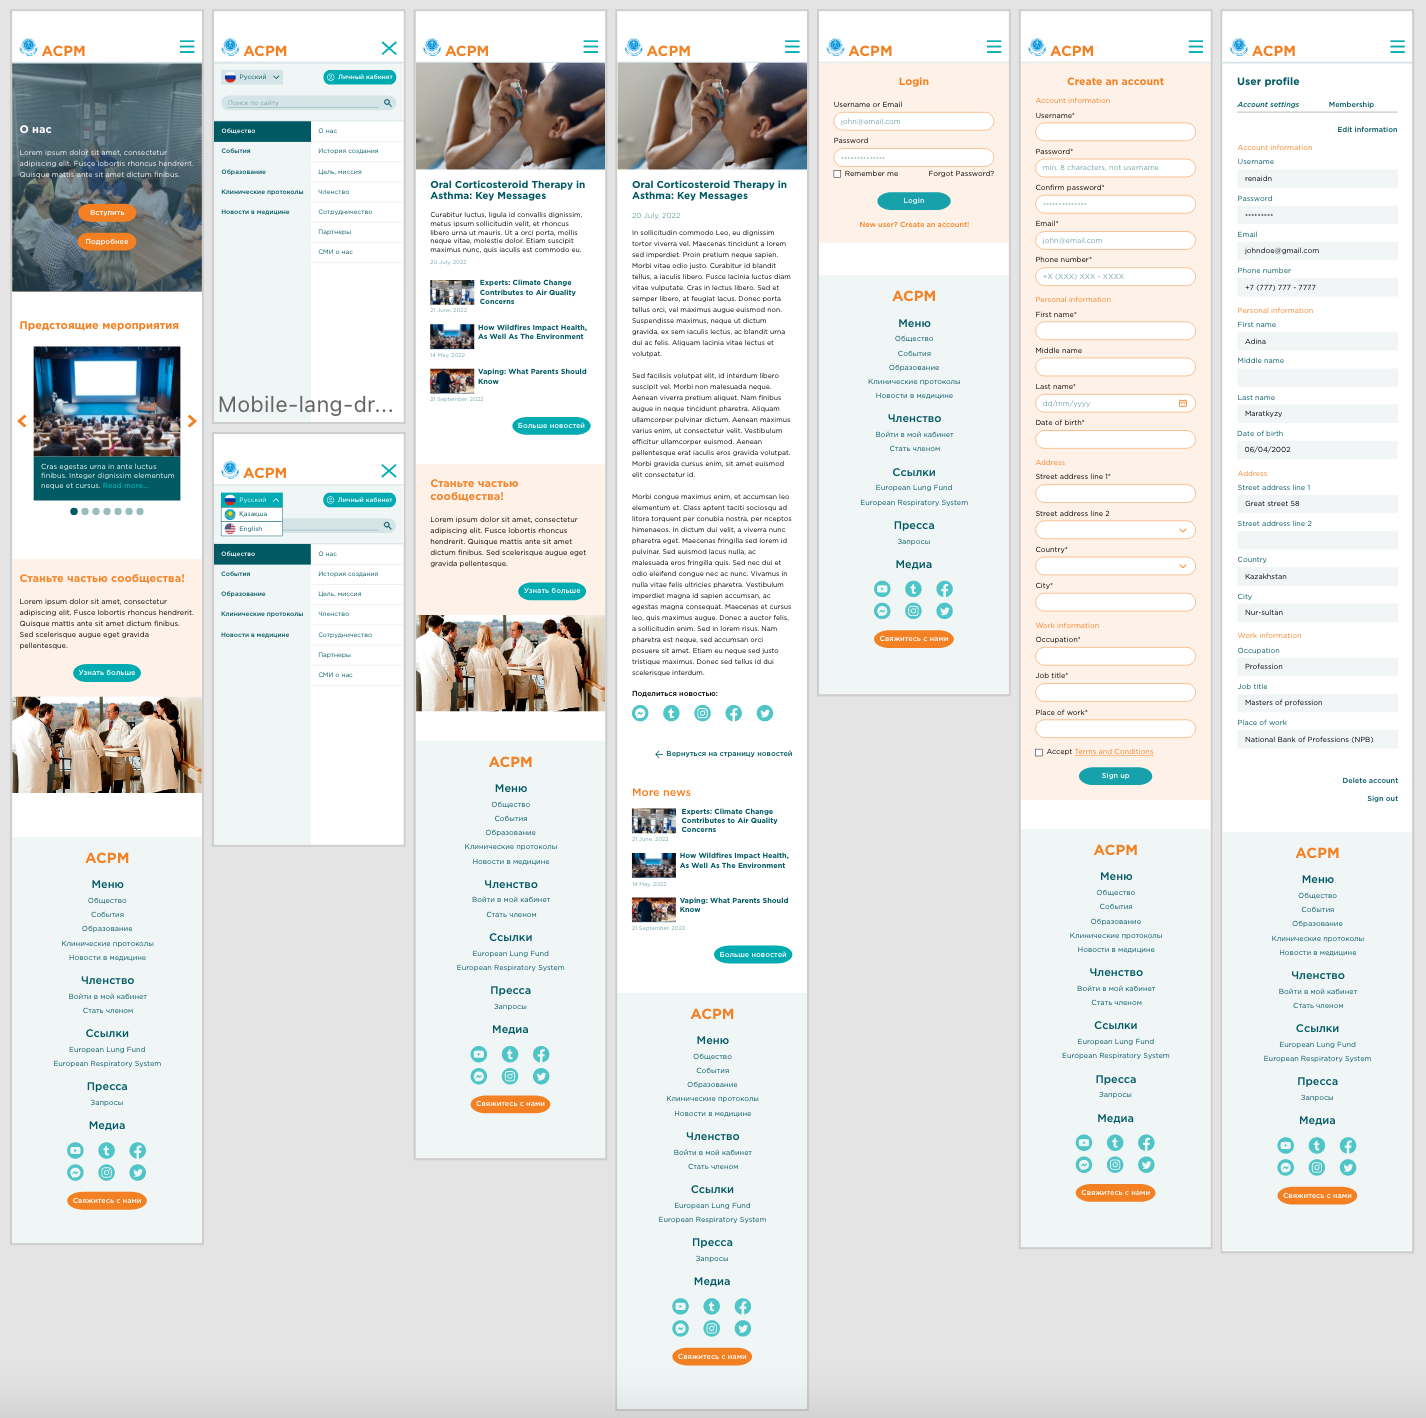 АСРМ
О нас
Lorem ipsum dolor sit amet, consectetur
adipiscing elit. Fusce lobortis rhoncus hendrerit.
Quisque mattis ante sit amet dictum finibus.
Вступить
Подробнее
Предстоящие мероприятия
Cras egestas urna in ante luctus
finibus. Integer dignissim elementum
neque et cursus. Read more...
Станьте частью сообщества!
Lorem ipsum dolor sit amet, consectetur
adipiscing elit. Fusce lobortis rhoncus hendrerit.
Quisque mattis ante sit amet dictum finibus.
Sed scelerisque augue eget gravida
pellentesque.
Узнать больше
АСРМ
Меню
Общество
События
Образование
Клинические протоколы
Новости в медицине
Членство
Войти в мой кабинет
Стать членом
Ссылки
European Lung Fund
European Respiratory System
Пресса
Запросы
Медиа
Свяжитесь с нами
АСРМ
Русский
Личный кабинет
Поиск по сайту
Общество
События
Образование
Клинические протоколы
Новости в медицине
О нас
История создания
Цель, миссия
Членство
Сотрудничество
Партнеры
СМИ о нас
Mobile-lang-dr...
АСРМ
Русский
Личный кабинет
Қазақша
English
Общество
События
Образование
Клинические протоколы
Новости в медицине
О нас
История создания
Цель, миссия
Членство
Сотрудничество
Партнеры
СМИ о нас
АСРМ
Oral Corticosteroid Therapy in
Asthma: Key Messages
Curabitur luctus, ligula id convallis dignissim,
metus ipsum sollicitudin velit, et rhoncus
libero urna ut mauris. Ut a orci porta, mollis
neque vitae, molestie dolor. Etiam suscipit
maximus nunc, quis iaculis est commodo eu.
20 July, 2022
Experts: Climate Change
Contributes to Air Quality
Concerns
21 June, 2022
How Wildfires Impact Health,
As Well As The Environment
14 May, 2022
Vaping: What Parents Should
Know
21 September, 2022
Больше новостей
Станьте частью
сообщества!
Lorem ipsum dolor sit amet, consectetur
adipiscing elit. Fusce lobortis rhoncus
hendrerit. Quisque mattis ante sit amet
dictum finibus. Sed scelerisque augue eget
gravida pellentesque.
Узнать больше
АСРМ
Меню
Общество
События
Образование
Клинические протоколы
Новости в медицине
Членство
Войти в мой кабинет
Стать членом
Ссылки
European Lung Fund
European Respiratory System
Пресса
Запросы
Медиа
Свяжитесь с нами
АСРМ
Oral Corticosteroid Therapy in
Asthma: Key Messages
20 July, 2022
In sollicitudin commodo Leo, eu dignissim
tortor viverra vel. Maecenas tincidunt a lorem
sed imperdiet. Proin pretium neque sapien.
Morbi vitae odio justo. Curabitur id blandit
tellus, a iaculis libero. Fusce lacinia luctus diam
vitae vulputate. Cras in lectus libero. Sed et
semper libero, at feugiat lacus. Donec porta
tellus orci, vel maximus augue euismod non.
Suspendisse maximus, neque ut dictum
gravida, ex sem iaculis lectus, ac blandit urna
dui ac felis. Aliquam lacinia vitae lectus et
volutpat.
Sed facilisis volutpat elit, id interdum libero
suscipit vel. Morbi non malesuada neque.
Aenean viverra pretium aliquet. Nam finibus
augue in neque tincidunt pharetra. Aliquam
ullamcorper pulvinar dictum. Aenean maximus
varius enim, ut consectetur velit. Vestibulum
efficitur ullamcorper euismod. Aenean
pellentesque erat iaculis eros gravida volutpat.
Morbi gravida cursus enim, sit amet euismod
elit consectetur id.
Morbi congue maximus enim, et accumsan leo
elementum et. Class aptent taciti sociosqu ad
litora torquent per conubia nostra, per inceptos
himenaeos. In dictum dui velit, a viverra nunc
pharetra eget. Maecenas fringilla sed lorem id
pulvinar. Sed euismod lacus nulla, ac
malesuada eros fringilla quis. Sed nec dui et
odio eleifend congue nec ac nunc. Vivamus in
nulla vitae felis ultricies pharetra. Vestibulum
imperdiet magna id sapien accumsan, ac
egestas magna consequat. Maecenas et cursus
leo, quis maximus augue. Donec a auctor felis,
a sollicitudin enim. Sed in lorem risus. Nam
pharetra est neque, sed accumsan orci
posuere sit amet. Etiam eu neque sed justo
tristique maximus. Donec sed tellus id dui
scelerisque interdum.
Поделиться новостью:
Вернуться на страницу новостей
More news
Experts: Climate Change
Contributes to Air Quality
Concerns
21 June, 2022
How Wildfires Impact Health,
As Well As The Environment
14 May, 2022
Vaping: What Parents Should
Know
21 September, 2022
Больше новостей
АСРМ
Меню
Общество
События
Образование
Клинические протоколы
Новости в медицине
Членство
Войти в мой кабинет
Стать членом
Ссылки
European Lung Fund
European Respiratory System
Пресса
Запросы
Медиа
Свяжитесь с нами
АСРМ
Login
Username or Email
john@email.com
Password
**************
Remember me
Forgot Password?
Login
New user? Create an account!
АСРМ
Меню
Общество
События
Образование
Клинические протоколы
Новости в медицине
Членство
Войти в мой кабинет
Стать членом
Ссылки
European Lung Fund
European Respiratory System
Пресса
Запросы
Медиа
Свяжитесь с нами
АСРМ
Create an account
Account information
Username*
Password*
min. 8 characters, not username
Confirm password*
**************
Email*
john@email.com
Phone number*
+X (XXX) XXX - XXXX
Personal information
First name*
Middle name
Last name*
dd/mm/yyyy
Date of birth*
Address
Street address line 1*
Street address line 2
Country*
City*
Work information
Occupation*
Job title*
Place of work*
Accept Terms and Conditions
Sign up
АСРМ
Меню
Общество
События
Образование
Клинические протоколы
Новости в медицине
Членство
Войти в мой кабинет
Стать членом
Ссылки
European Lung Fund
European Respiratory System
Пресса
Запросы
Медиа
Свяжитесь с нами
АСРМ
User profile
Account settings
Membership
Edit information
Account information
Username
renaidn
Password
*********
Email
johndoe@gmail.com
Phone number
+7 (777) 777 - 7777
Personal information
First name
Adina
Middle name
Last name
Maratkyzy
Date of birth
06/04/2002
Address
Street address line 1
Great street 58
Street address line 2
Country
Kazakhstan
City
Nur-sultan
Work information
Occupation
Profession
Job title
Masters of profession
Place of work
National Bank of Professions (NPB)
Delete account
Sign out
АСРМ
Меню
Общество
События
Образование
Клинические протоколы
Новости в медицине
Членство
Войти в мой кабинет
Стать членом
Ссылки
European Lung Fund
European Respiratory System
Пресса
Запросы
Медиа
Свяжитесь с нами